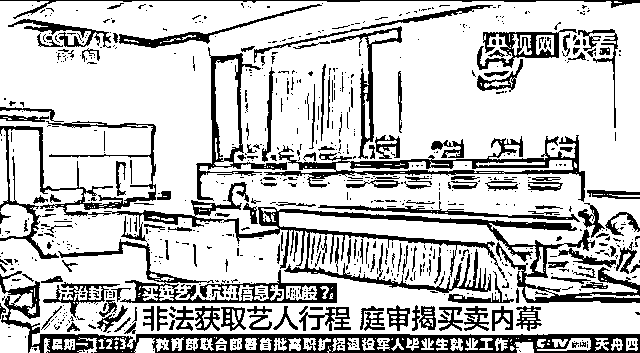 CCTV 13
新闻
央视网 快看
法治封面 买卖艺人航班信息为哪般？
非法获取艺人行程 庭审揭买卖内幕
星期一 12:34 教育部联合部署首批高职扩招退役军人毕业生就业工作。 CCTV 新闻 天舟四